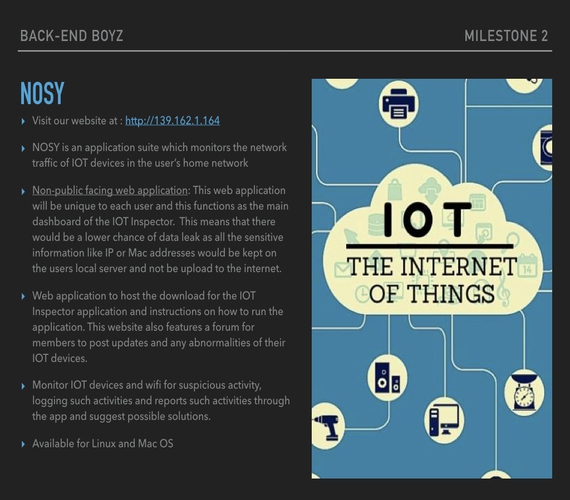 BACK-END BOYZ
MILESTONE 2
NOSY
Visit our website at : http://139.162.1.164
NOSY is an application suite which monitors the network
traffic of IOT devices in the user's home network
Non-public facing web application: This web application
will be unique to each user and this functions as the main
dashboard of the IOT Inspector. This means that there
would be a lower chance of data leak as all the sensitive
information like IP or Mac addresses would be kept on
the users local server and not be upload to the internet.
Web application to host the download for the IOT
Inspector application and instructions on how to run the
application. This website also features a forum for
members to post updates and any abnormalities of their
IOT devices.
Monitor IOT devices and wifi for suspicious activity,
logging such activities and reports such activities through
the app and suggest possible solutions.
Available for Linux and Mac OS
IOT
THE INTERNET
OF THINGS
14